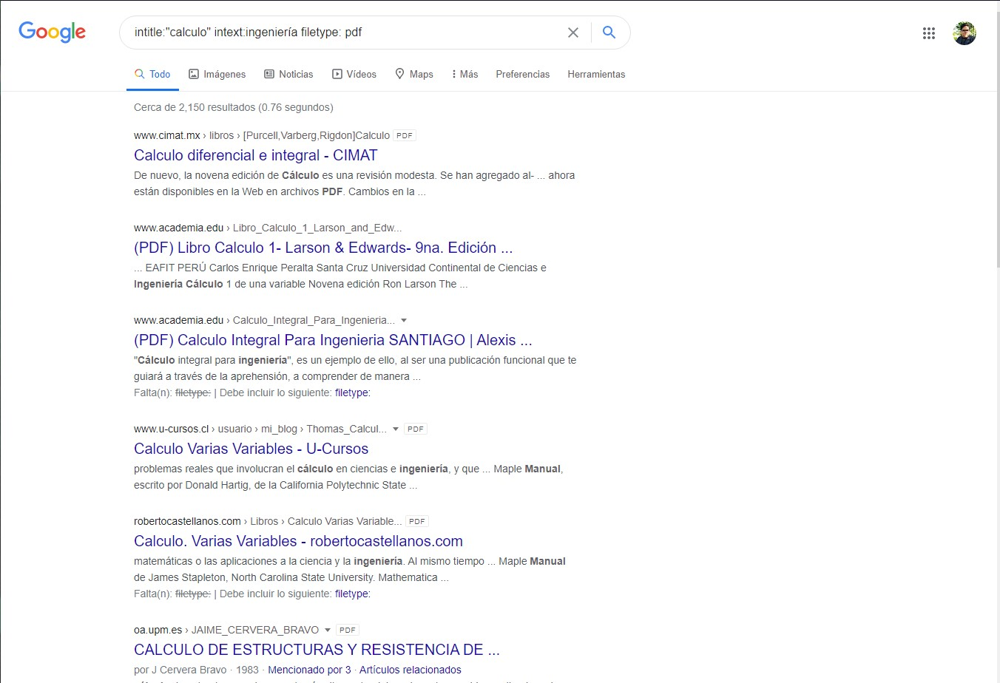 Google
intitle:"calculo" intext:ingeniería filetype: pdf
Todo Imágenes Noticias Vídeos Maps Más Preferencias Herramientas
Cerca de 2,150 resultados (0.76 segundos)
www.cimat.mx › libros › [Purcell,Varberg,Rigdon]Calculo PDF
Calculo diferencial e integral - CIMAT
De nuevo, la novena edición de Cálculo es una revisión modesta. Se han agregado al- ... ahora
están disponibles en la Web en archivos PDF. Cambios en la ...
www.academia.edu › Libro_Calculo_1_Larson_and_Edw...
(PDF) Libro Calculo 1- Larson & Edwards- 9na. Edición ...
... EAFIT PERÚ Carlos Enrique Peralta Santa Cruz Universidad Continental de Ciencias e
Ingeniería Cálculo 1 de una variable Novena edición Ron Larson The ...
www.academia.edu › Calculo_Integral_Para_Ingenieria...
(PDF) Calculo Integral Para Ingenieria SANTIAGO | Alexis ...
"Cálculo integral para ingeniería", es un ejemplo de ello, al ser una publicación funcional que te
guiará a través de la aprehensión, a comprender de manera ...
Falta(n): filetype: | Debe incluir lo siguiente: filetype:
www.u-cursos.cl › usuario › mi_blog › Thomas_Calcul... PDF
Calculo Varias Variables - U-Cursos
problemas reales que involucran el cálculo en ciencias e ingeniería, y que ... Maple Manual,
escrito por Donald Hartig, de la California Polytechnic State ...
robertocastellanos.com › Libros › Calculo Varias Variable... PDF
Calculo. Varias Variables - robertocastellanos.com
matemáticas o las aplicaciones a la ciencia y la ingeniería. Al mismo tiempo ... Maple Manual
de James Stapleton, North Carolina State University. Mathematica ...
Falta(n): filetype: | Debe incluir lo siguiente: filetype:
oa.upm.es › JAIME_CERVERA_BRAVO PDF
CALCULO DE ESTRUCTURAS Y RESISTENCIA DE ...
por J Cervera Bravo · 1983 · Mencionado por 3 · Artículos relacionados